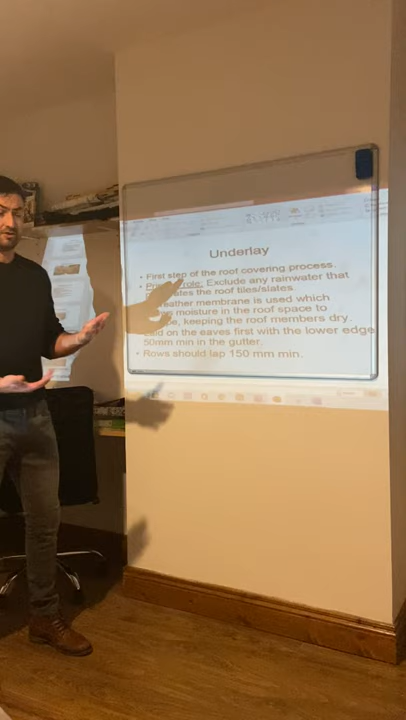 Underlay
• First step of the roof covering process.
role: Exclude any rainwater that
the roof tiles/slates.
membrane is used which
moisture in the roof space to
keeping the roof members dry.
on the eaves first with the lower edge
50mm min in the gutter.
• Rows should lap 150 mm min.